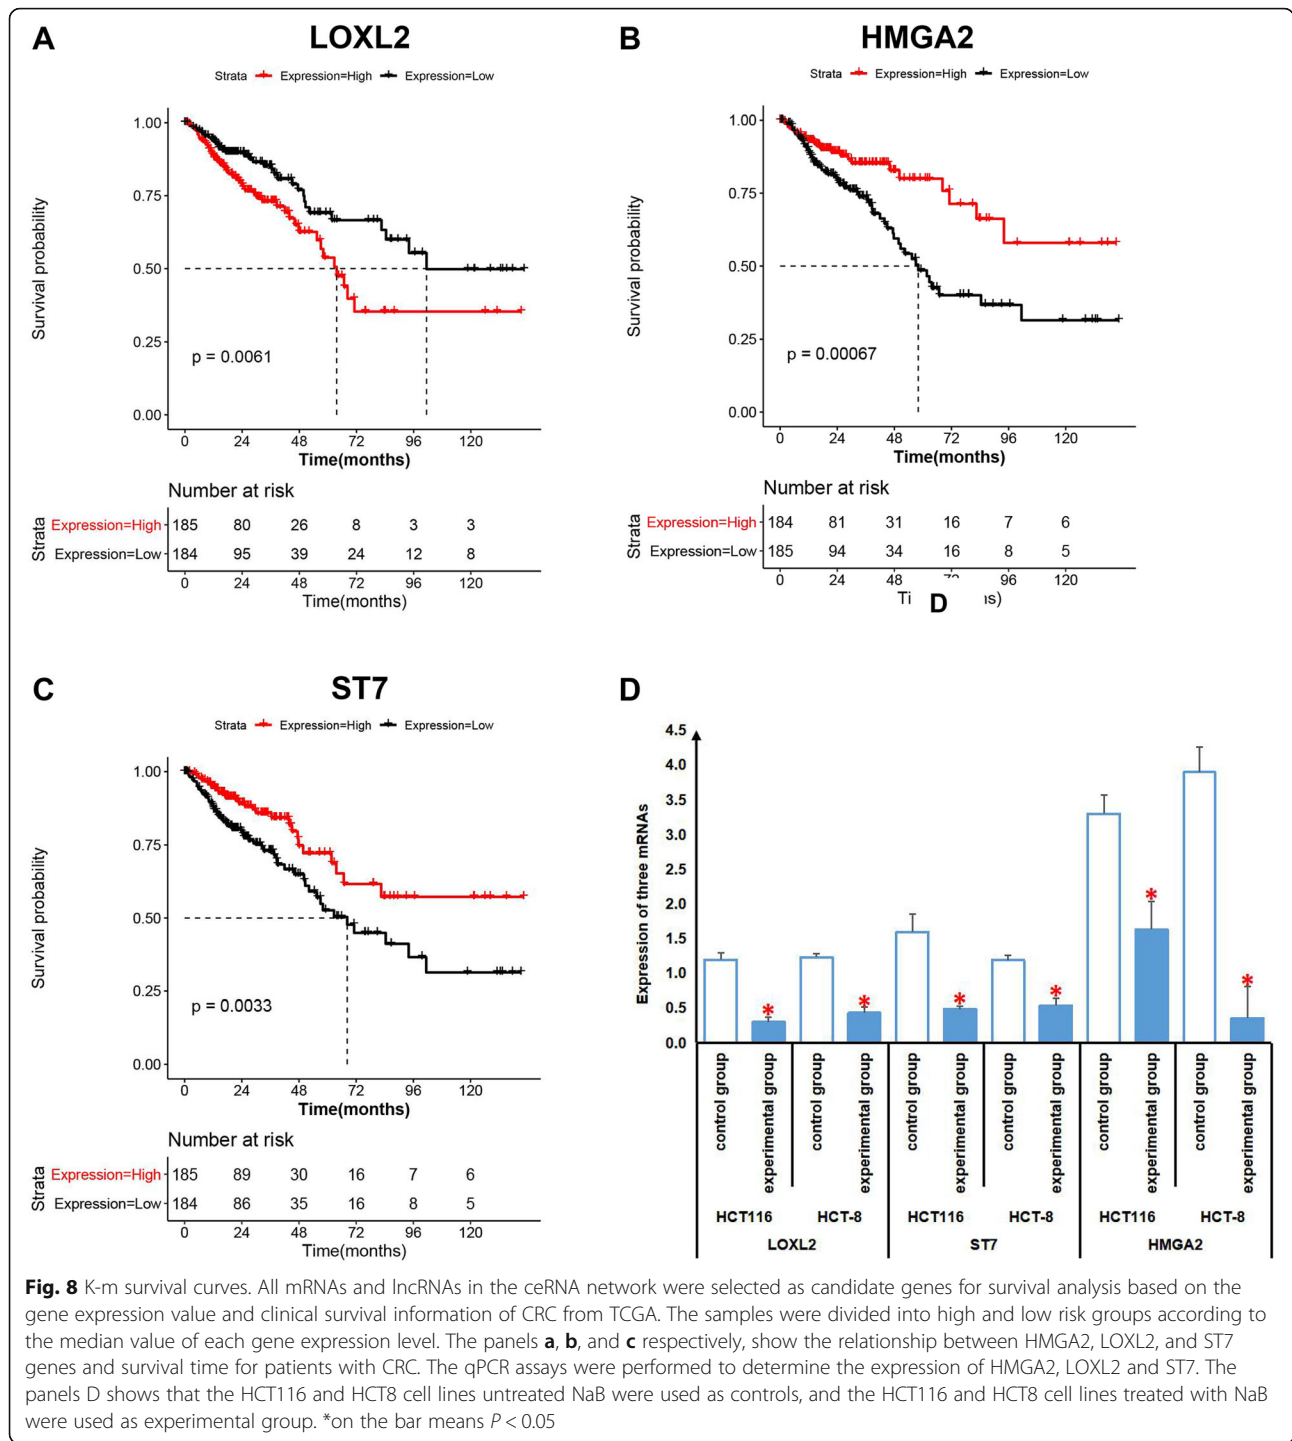 A LOXL2
Strata Expression=High Expression=Low
Survival probability
1.00
0.75
0.50
0.25
0.00
p = 0.0061
0 24 48 72 96 120
Time(months)
Number at risk
Strata
Expression=High 185 80 26 8 3 3
Expression=Low 184 95 39 24 12 8
0 24 48 72 96 120
Time(months)
B HMGA2
Strata Expression=High Expression=Low
Survival probability
1.00
0.75
0.50
0.25
0.00
p = 0.00067
0 24 48 72 96 120
Time(months)
Number at risk
Strata
Expression=High 184 81 31 16 7 6
Expression=Low 185 94 34 16 8 5
0 24 48 72 96 120
Ti D s)
C ST7
Strata Expression=High Expression=Low
Survival probability
1.00
0.75
0.50
0.25
0.00
p = 0.0033
0 24 48 72 96 120
Time(months)
Number at risk
Strata
Expression=High 185 89 30 16 7 6
Expression=Low 184 86 35 16 8 5
0 24 48 72 96 120
Time(months)
D
Expression of three mRNAs
4.5
4.0
3.5
3.0
2.5
2.0
1.5
1.0
0.5
0.0
* * * * * *
control group experimental group control group experimental group control group experimental group control group experimental group control group experimental group control group experimental group
HCT116 HCT-8 HCT116 HCT-8 HCT116 HCT-8
LOXL2 ST7 HMGA2
Fig. 8 K-m survival curves. All mRNAs and lncRNAs in the ceRNA network were selected as candidate genes for survival analysis based on the
gene expression value and clinical survival information of CRC from TCGA. The samples were divided into high and low risk groups according to
the median value of each gene expression level. The panels a, b, and c respectively, show the relationship between HMGA2, LOXL2, and ST7
genes and survival time for patients with CRC. The qPCR assays were performed to determine the expression of HMGA2, LOXL2 and ST7. The
panels D shows that the HCT116 and HCT8 cell lines untreated NaB were used as controls, and the HCT116 and HCT8 cell lines treated with NaB
were used as experimental group. *on the bar means P < 0.05